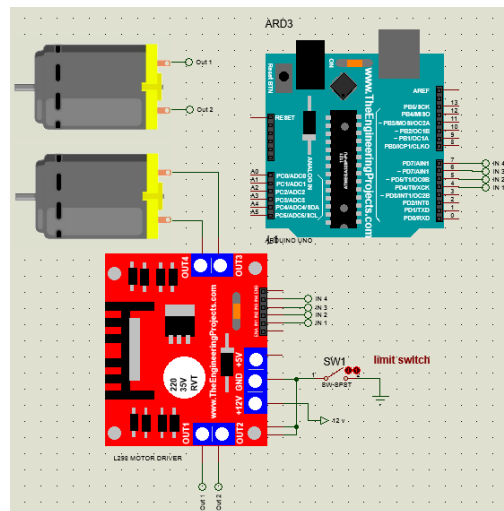 ARD3
Out 1
Out 2
Reset BTN
ON
www.TheEngineeringProjects.com
RESET
AREF
PB5/SCK
13
PB4/MISO
12
~ PB3/MOSI/OC2A
11
~ PB2/OC1B
10
~ PB1/OC1A
9
PB0/ICP1/CLKO
8
ANALOG IN
A0
PC0/ADC0
A1
PC1/ADC1
A2
PC2/ADC2
A3
PC3/ADC3
A4
PC4/ADC4/SDA
A5
PC5/ADC5/SCL
PD7/AIN1
7
IN 4
~ PD6/AIN0
6
IN 3
~ PD5/T1/OC0B
5
IN 2
PD4/T0/XCK
4
IN 1
~ PD3/INT1/OC2B
3
PD2/INT0
2
PD1/TXD
1
PD0/RXD
0
ARDUINO UNO
OUT4
OUT3
www.TheEngineeringProjects.com
IN 4
IN 3
IN 2
IN 1
220
35V
RVT
+5V
GND
+12V
SW1
limit switch
SW-SPST
12 v
OUT1
OUT2
L298 MOTOR DRIVER
Out 1
Out 2